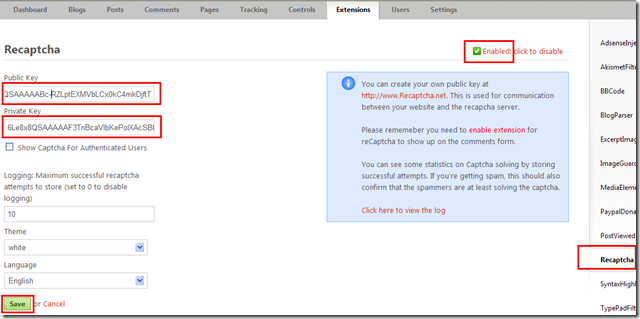 Dashboard Blogs Posts Comments Pages Tracking Controls Extensions Users Settings
Recaptcha
Enabled: click to disable
Public Key
QSAAAAABc-RZLptEXMVbLCx0kC4mkDjftT
Private Key
6Le8x8QSAAAAAF3TnBcaVlbKePolXAcSBl
Show Captcha For Authenticated Users
Logging: Maximum successful recaptcha
attempts to store (set to 0 to disable
logging)
10
Theme
white
Language
English
Save or Cancel
You can create your own public key at
http://www.Recaptcha.net. This is used for communication
between your website and the recapcha server.
Please rememeber you need to enable extension for
reCaptcha to show up on the comments form.
You can see some statistics on Captcha solving by storing
successful attempts. If you're getting spam, this should also
confirm that the spammers are at least solving the captcha.
Click here to view the log
AdsenseInje
AkismetFilte
BBCode
BlogParser
ExcerptImag
ImageGuard
MediaElemen
PaypalDona
PostViewed
Recaptcha
SyntaxHighl
TypePadFilt